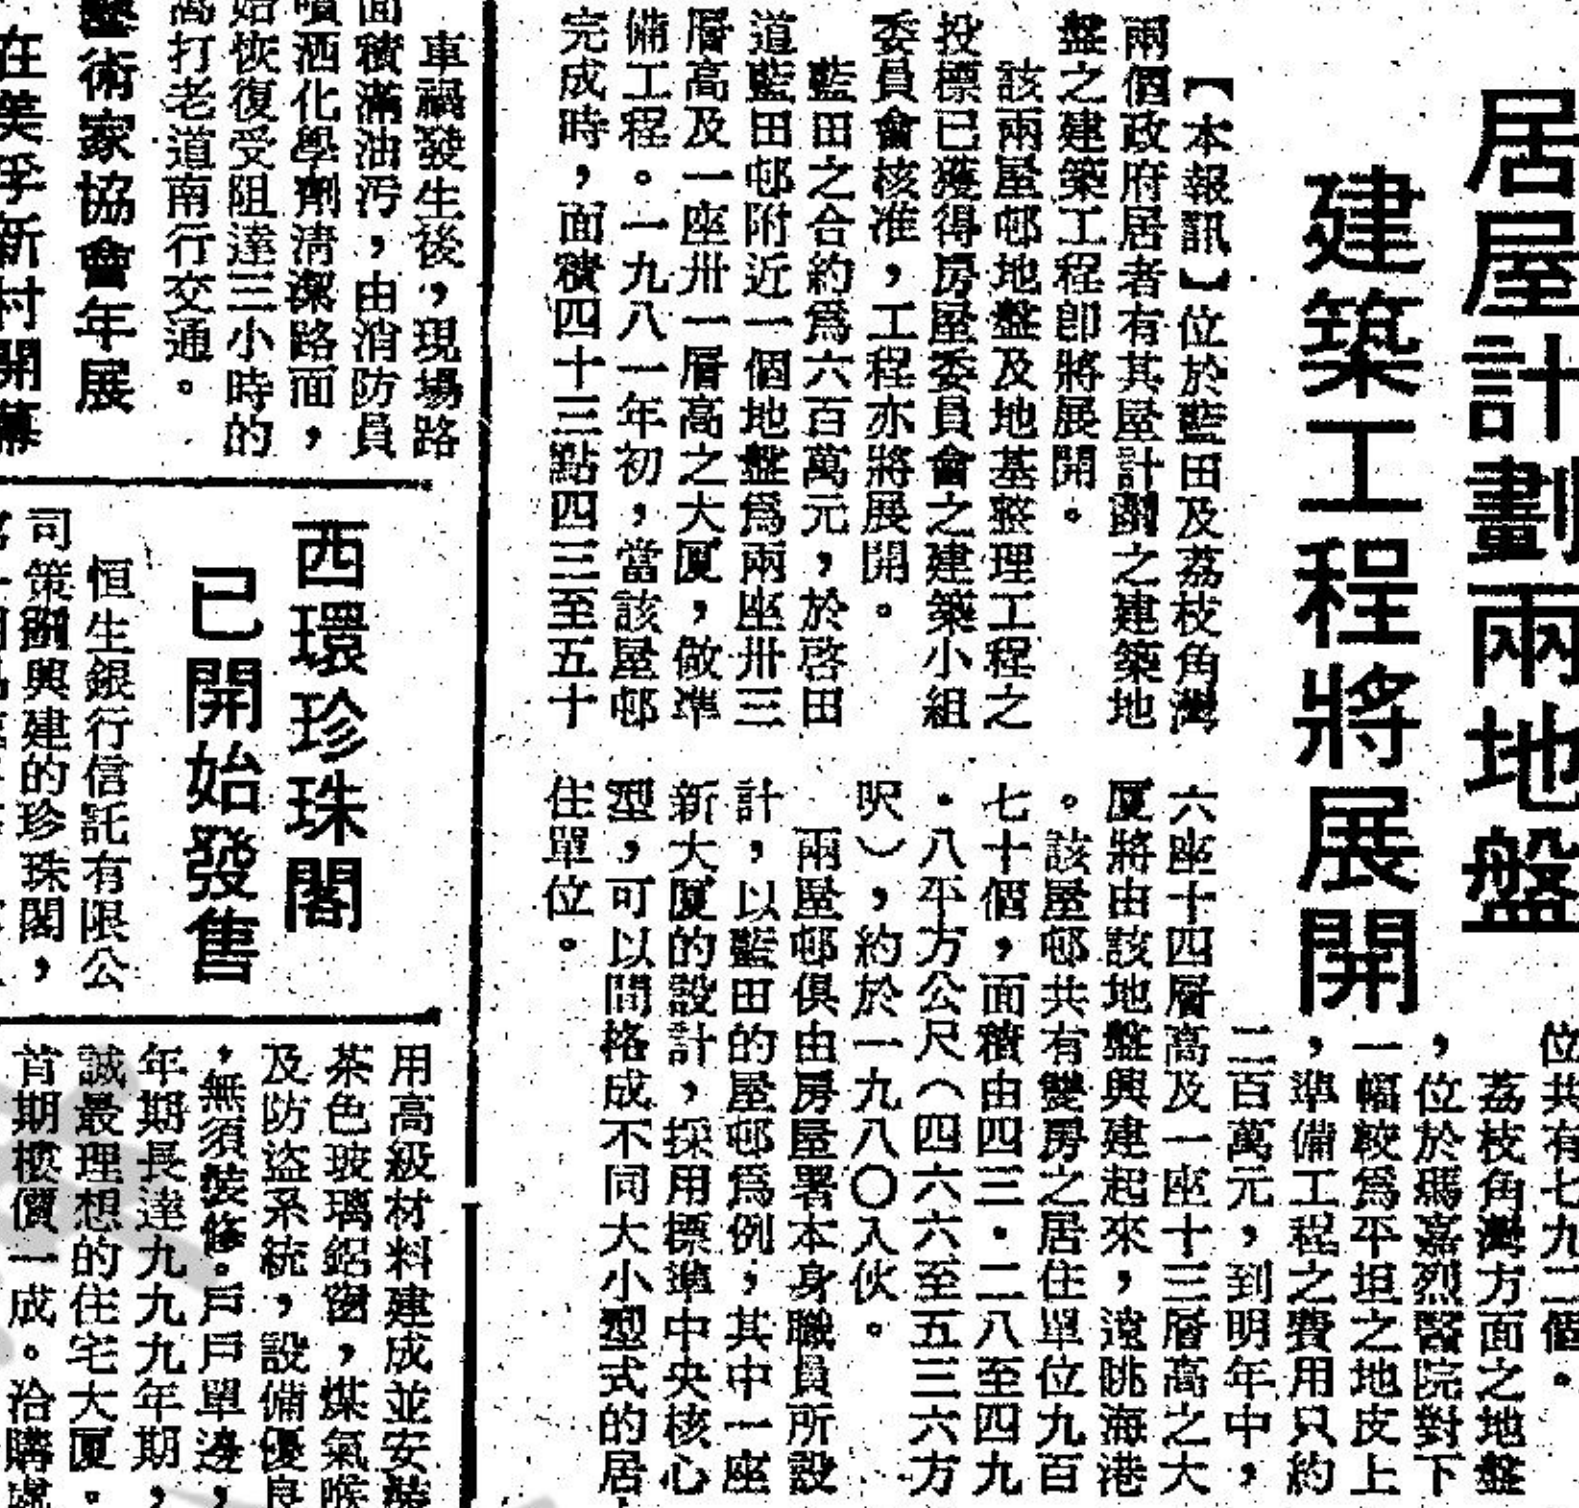 居屋計劃兩地盤
建築工程將展開
【本報訊】位於藍田及荔枝角灣
兩個政府居者有其屋計劃之建築地
盤之建築工程卽將展開。
該兩屋邨地盤及地基整理工程之
投標已獲得房屋委員會之建築小組
委員會核准,工程亦將展開。
藍田之合約爲六百萬元,於啓田
道藍田邨附近一個地盤爲兩座卅三
層高及一座卅一層高之大厦,做準
備工程。一九八一年初,當該屋邨
完成時,面積四十三點四三至五十
位共有七九二個。
荔枝角灣方面之地盤
,位於瑪嘉烈醫院對下
一幅較爲平坦之地皮上
,準備工程之費用只約
二百萬元,到明年中,
六座十四層高及一座十三層高之大
厦將由該地盤興建起來,遠眺海港
。該屋邨共有雙房之居住單位九百
七十個,面積由四三・二八至四九
・八平方公尺(四六六至五三六方
呎),約於一九八〇入伙。
兩屋邨俱由房屋署本身職員所設
計,以藍田的屋邨爲例,其中一座
新大厦的設計,採用標準中央核心
型,可以間格成不同大小型式的居
住單位。
車禍發生後,現場路
面積滿油污,由消防員
噴洒化學劑清潔路面,
始恢復受阻達三小時的
萬打老道南行交通。
藝術家協會年展
在美孚新村開幕
西環珍珠閣
已開始發售
恒生銀行信託有限公
司策劃興建的珍珠閣,
用高級材料建成並安裝
茶色玻璃鋁窗,煤氣喉
及防盜系統,設備優良
,無須裝修。戶戶單邊,
年期長達九九九年期,
誠最理想的住宅大厦。
首期樓價一成。洽購處